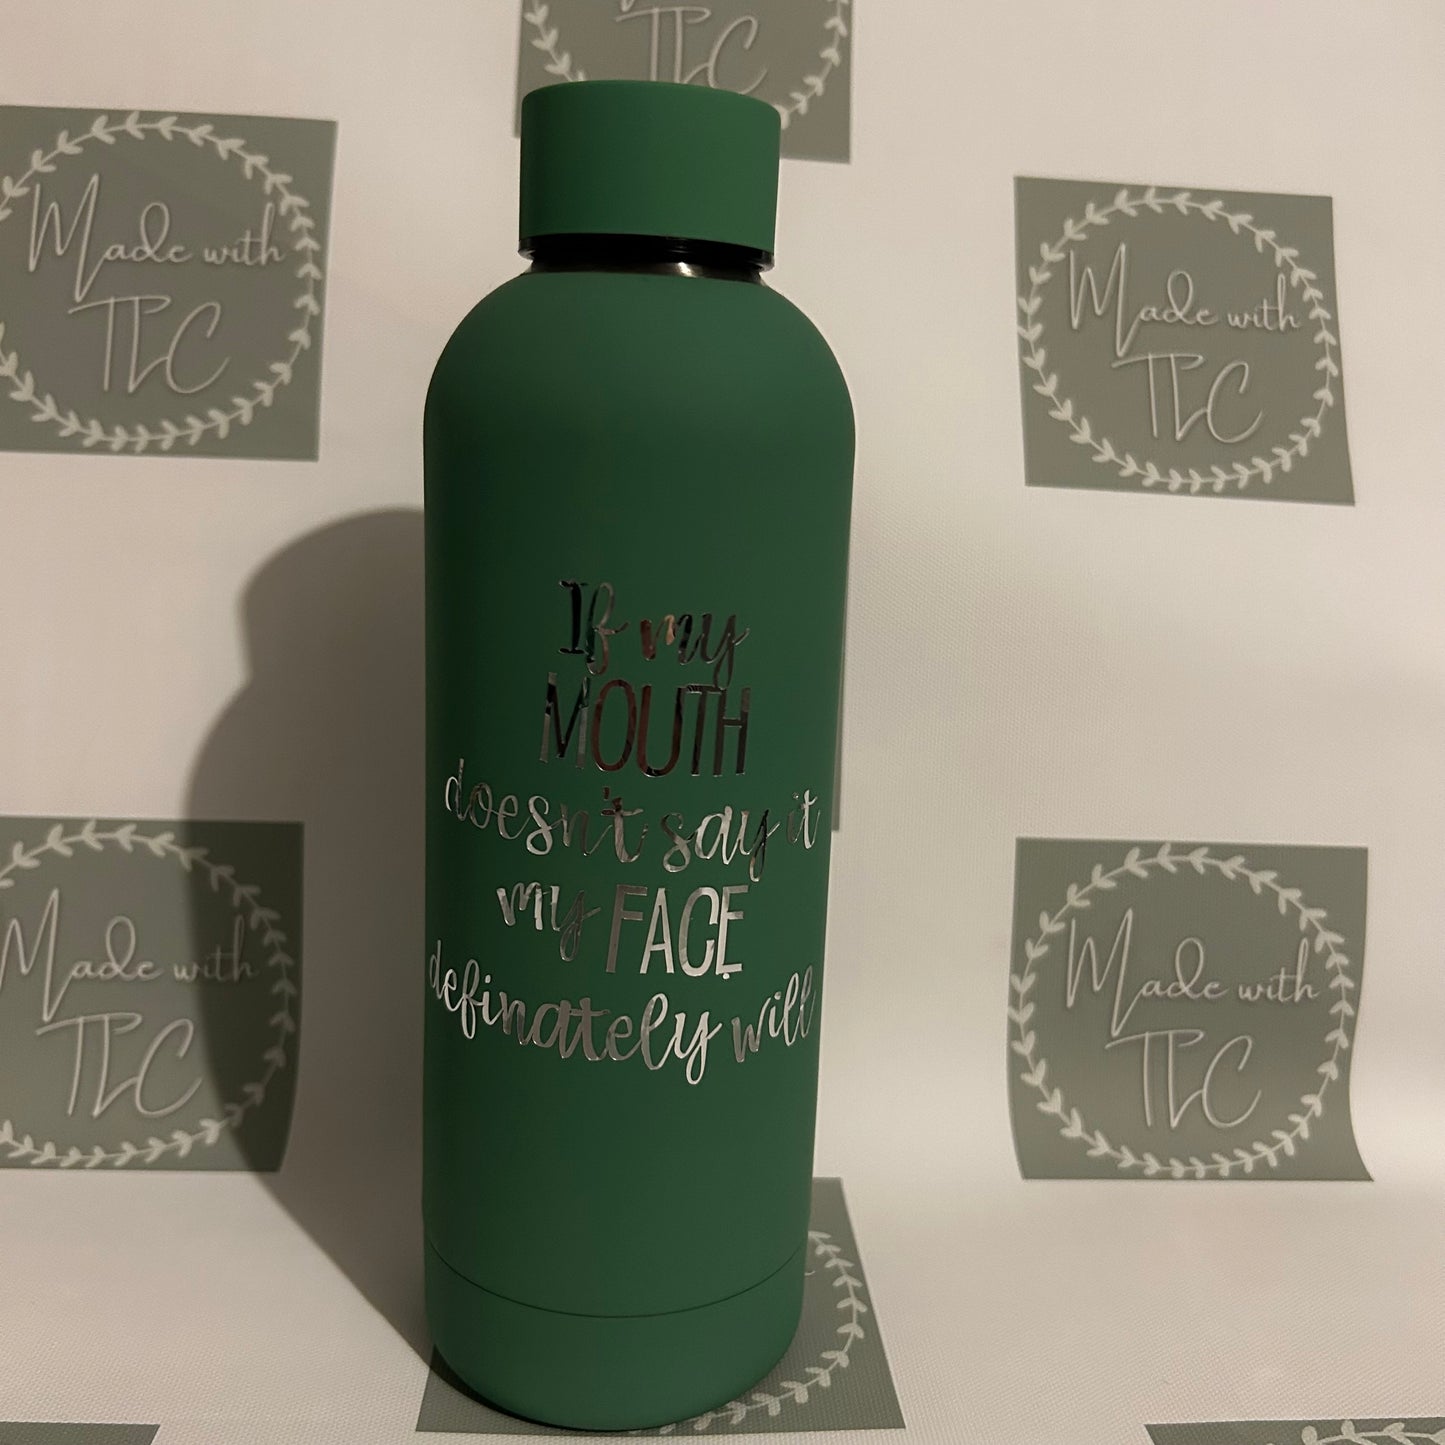 TLC
Made with
TLC
Made with
TLC
If my
MOUTH
doesn't say it
my FACE
definately will
Made with
TLC
Made with
TLC